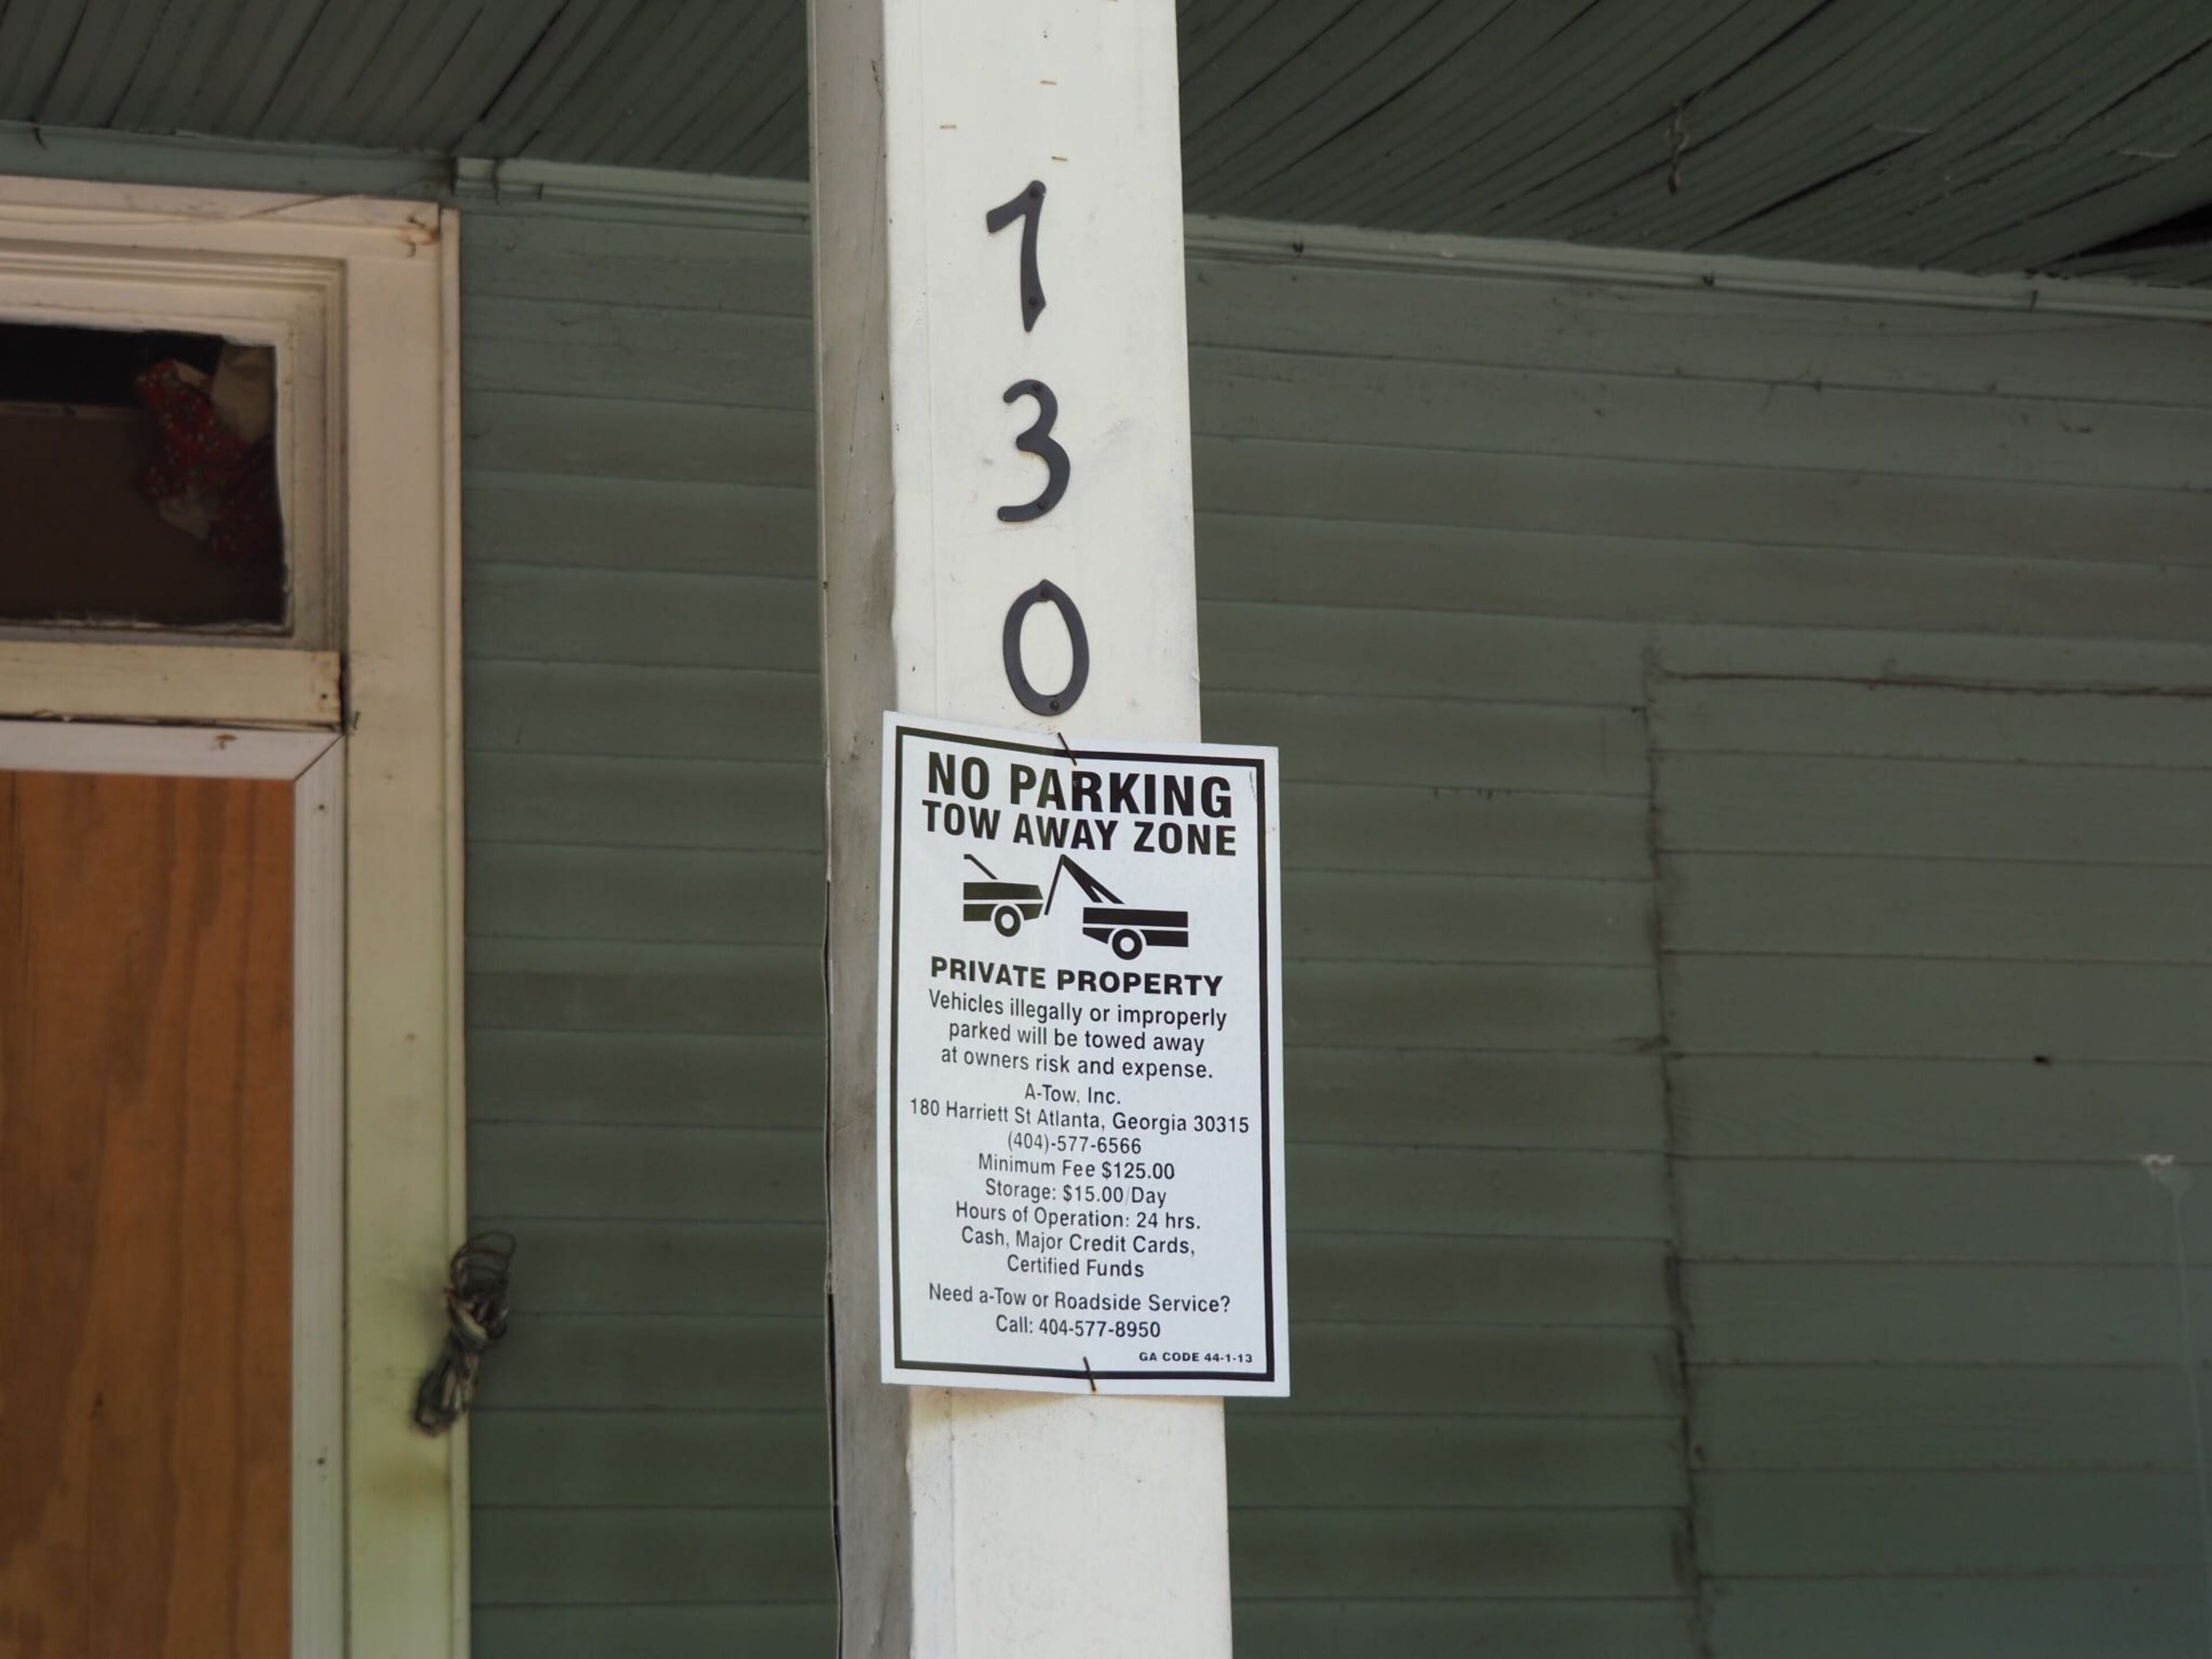 1
3
0
NO PARKING
TOW AWAY ZONE
PRIVATE PROPERTY
Vehicles illegally or improperly
parked will be towed away
at owners risk and expense.
A-Tow, Inc.
180 Harriett St Atlanta, Georgia 30315
(404)-577-6566
Minimum Fee $125.00
Storage: $15.00/Day
Hours of Operation: 24 hrs.
Cash, Major Credit Cards,
Certified Funds
Need a-Tow or Roadside Service?
Call: 404-577-8950
GA CODE 44-1-13